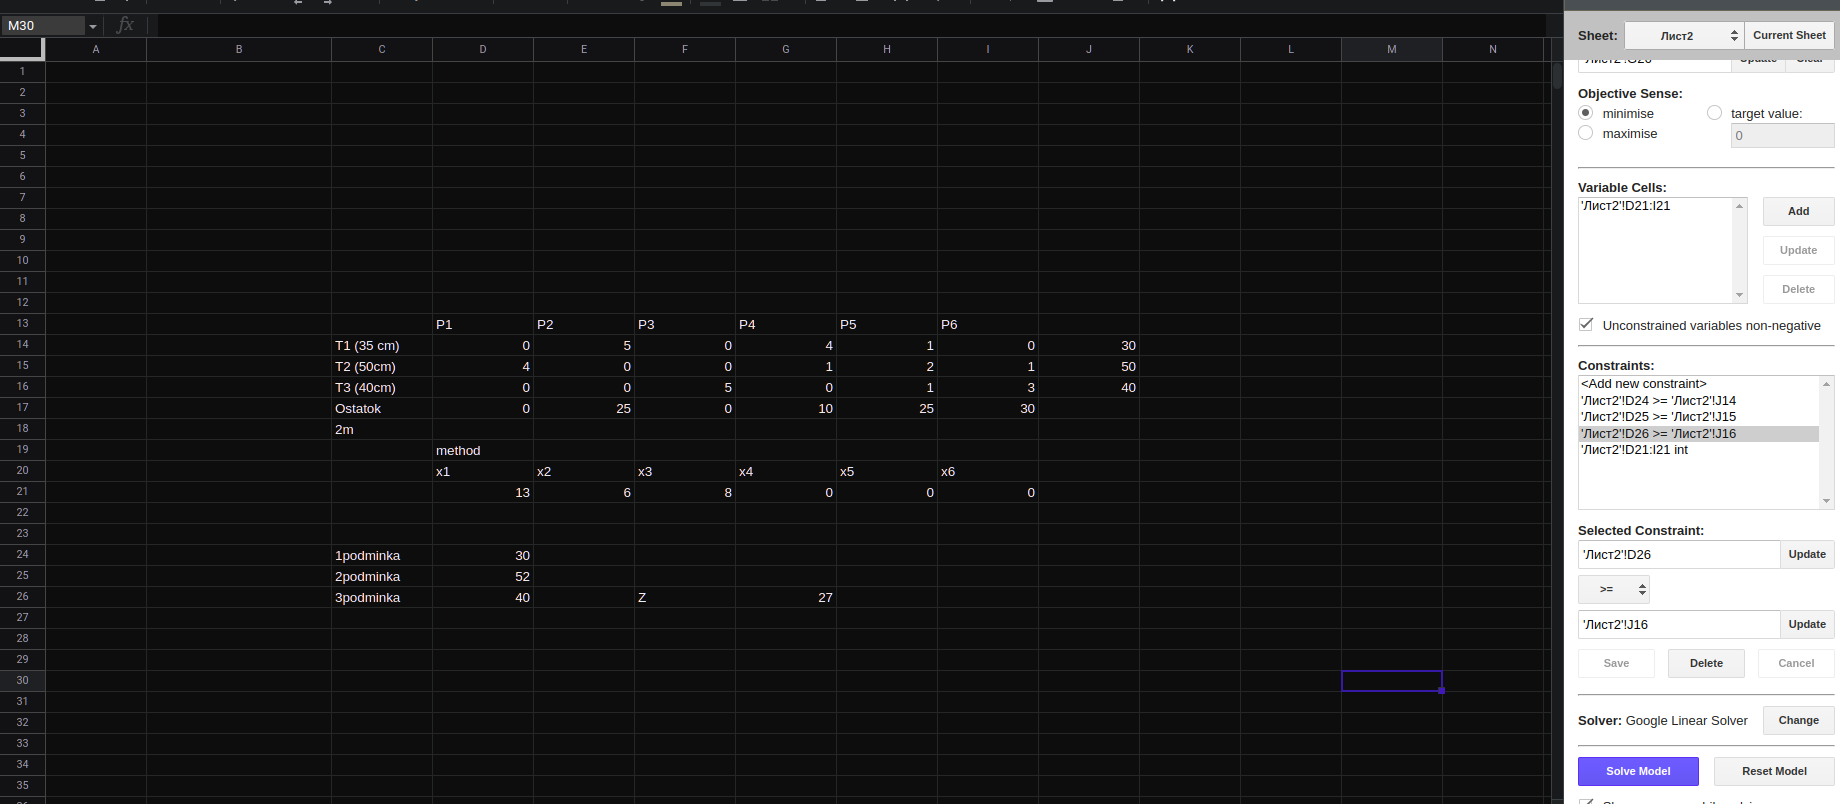 M30 fx
A B C D E F G H I J K L M N
1
2
3
4
5
6
7
8
9
10
11
12
13 P1 P2 P3 P4 P5 P6
14 T1 (35 cm) 0 5 0 4 1 0 30
15 T2 (50cm) 4 0 0 1 2 1 50
16 T3 (40cm) 0 0 5 0 1 3 40
17 Ostatok 0 25 0 10 25 30
18 2m
19 method
20 x1 x2 x3 x4 x5 x6
21 13 6 8 0 0 0
22
23
24 1podminka 30
25 2podminka 52
26 3podminka 40 Z 27
27
28
29
30
31
32
33
34
35
Sheet: Лист2 Current Sheet
Update Clear
Objective Sense:
minimise target value:
maximise 0
Variable Cells:
'Лист2'!D21:I21
Add
Update
Delete
Unconstrained variables non-negative
Constraints:
<Add new constraint>
'Лист2'!D24 >= 'Лист2'!J14
'Лист2'!D25 >= 'Лист2'!J15
'Лист2'!D26 >= 'Лист2'!J16
'Лист2'!D21:I21 int
Selected Constraint:
'Лист2'!D26 Update
>=
'Лист2'!J16 Update
Save Delete Cancel
Solver: Google Linear Solver Change
Solve Model Reset Model